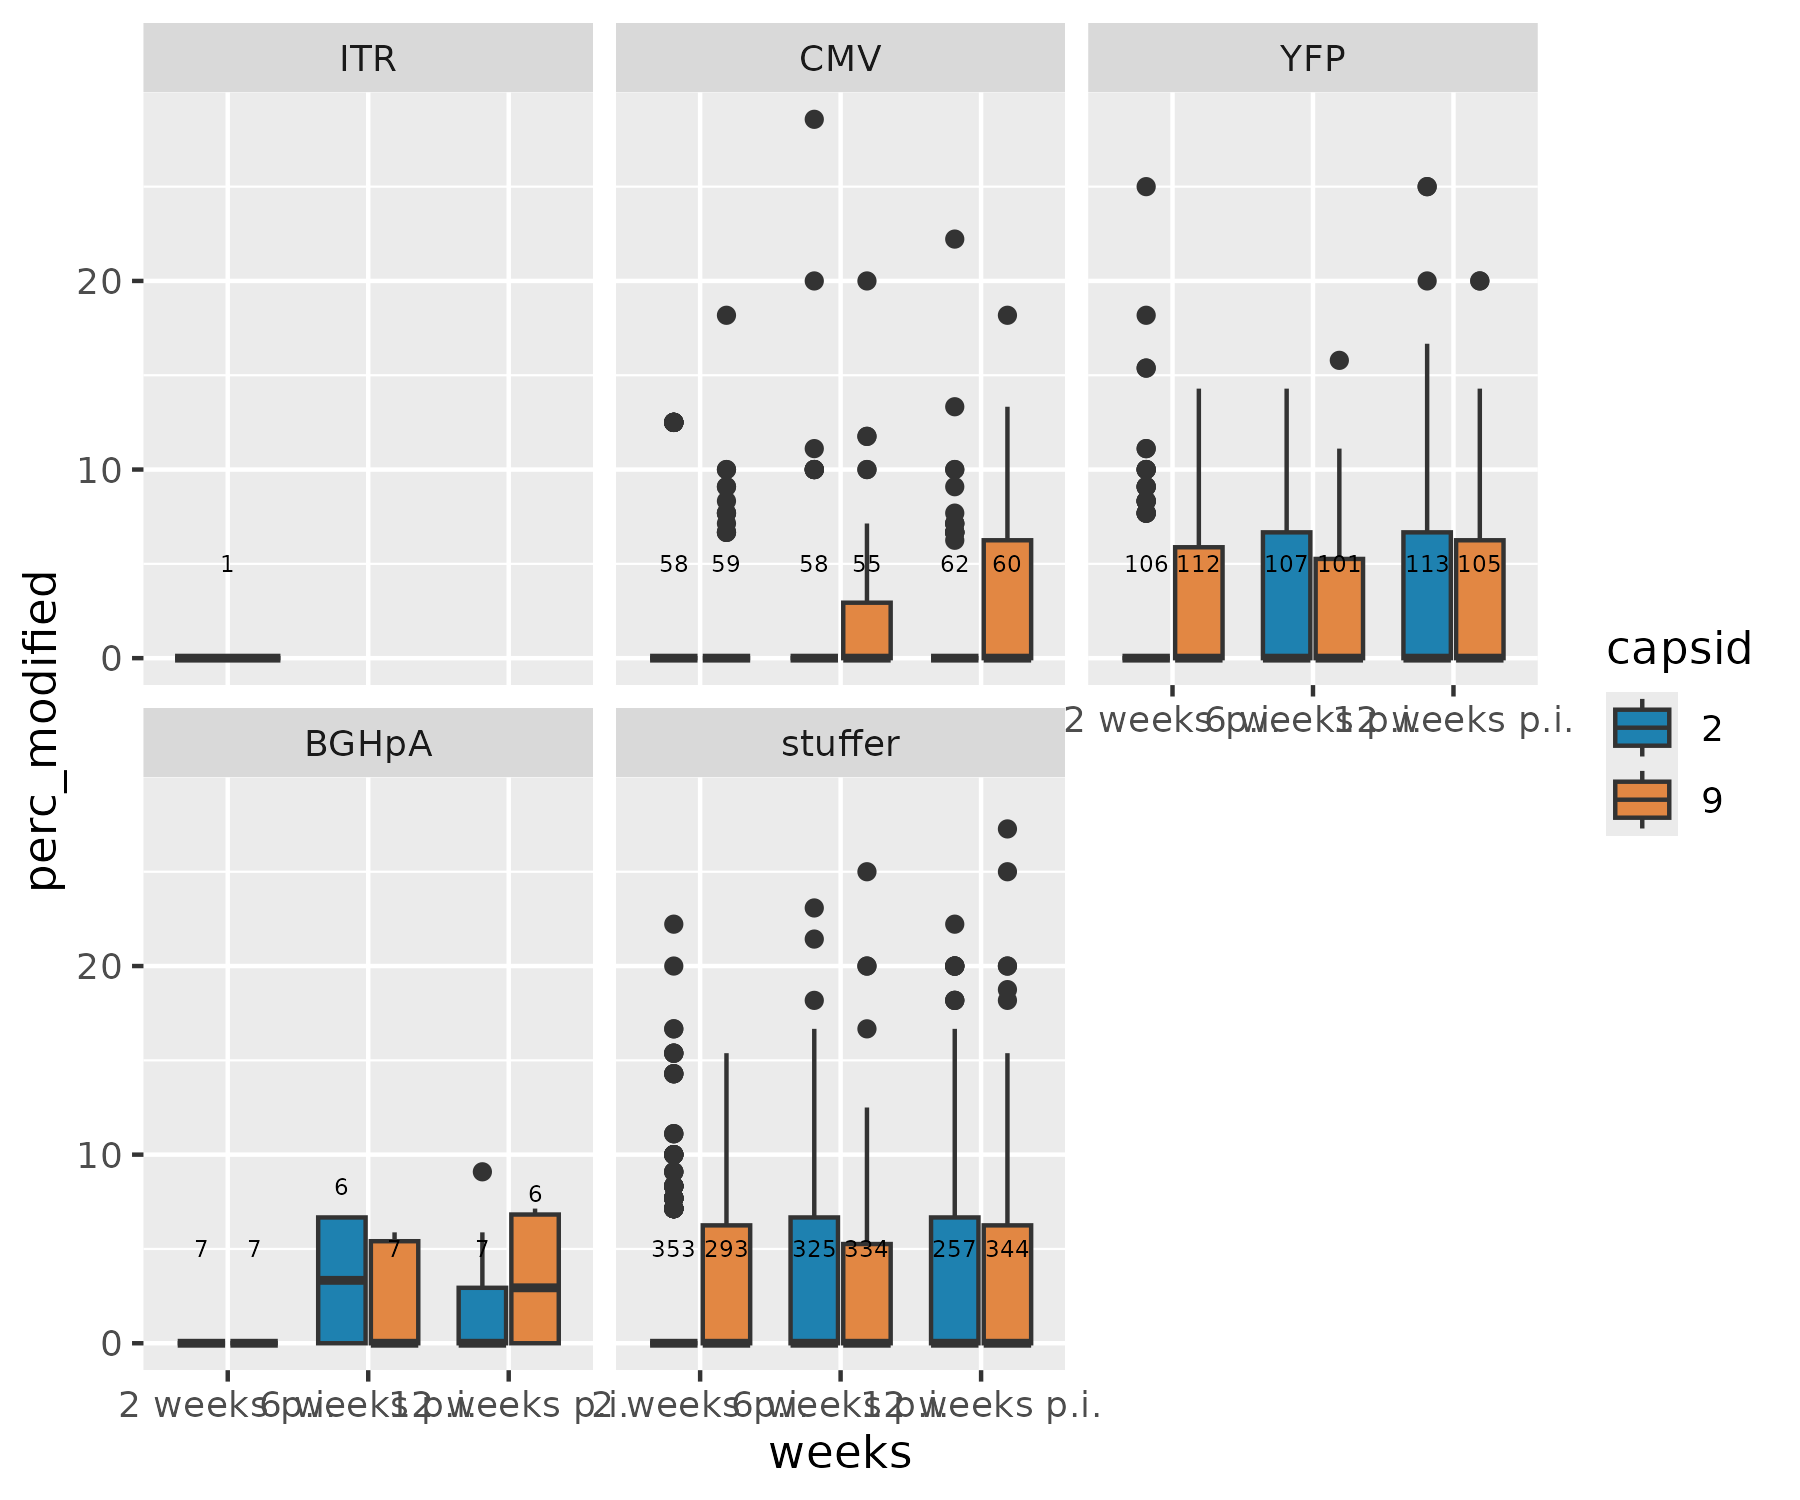 ITR
CMV
YFP
20
10
0
1
58 59 58 55 62 60
106 112 107 101 113 105
2 weeks p.i. 6 weeks p.i. 12 weeks p.i.
BGHpA
stuffer
20
10
0
6
6
7 7 7 7
353 293 325 334 257 344
2 weeks p.i. 6 weeks p.i. 12 weeks p.i.
2 weeks p.i. 6 weeks p.i. 12 weeks p.i.
weeks
perc_modified
capsid
2
9